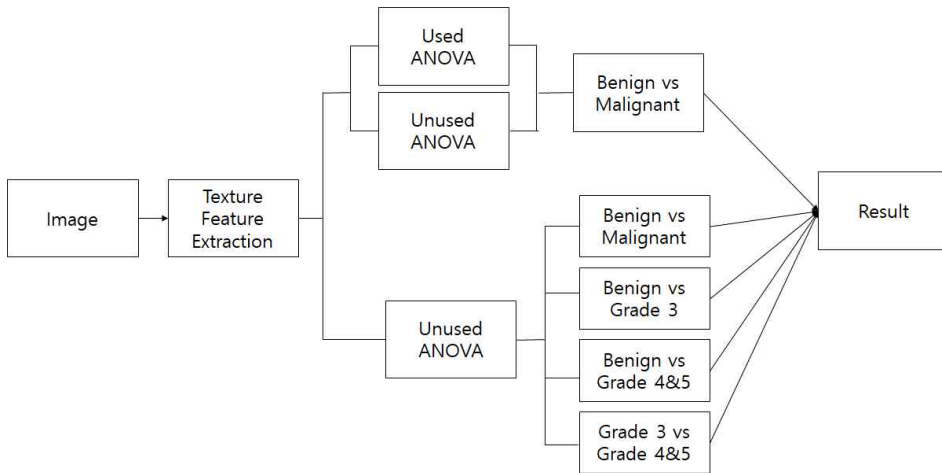 Image
Texture
Feature
Extraction
Used
ANOVA
Unused
ANOVA
Benign vs
Malignant
Unused
ANOVA
Benign vs
Malignant
Benign vs
Grade 3
Benign vs
Grade 4&5
Grade 3 vs
Grade 4&5
Result